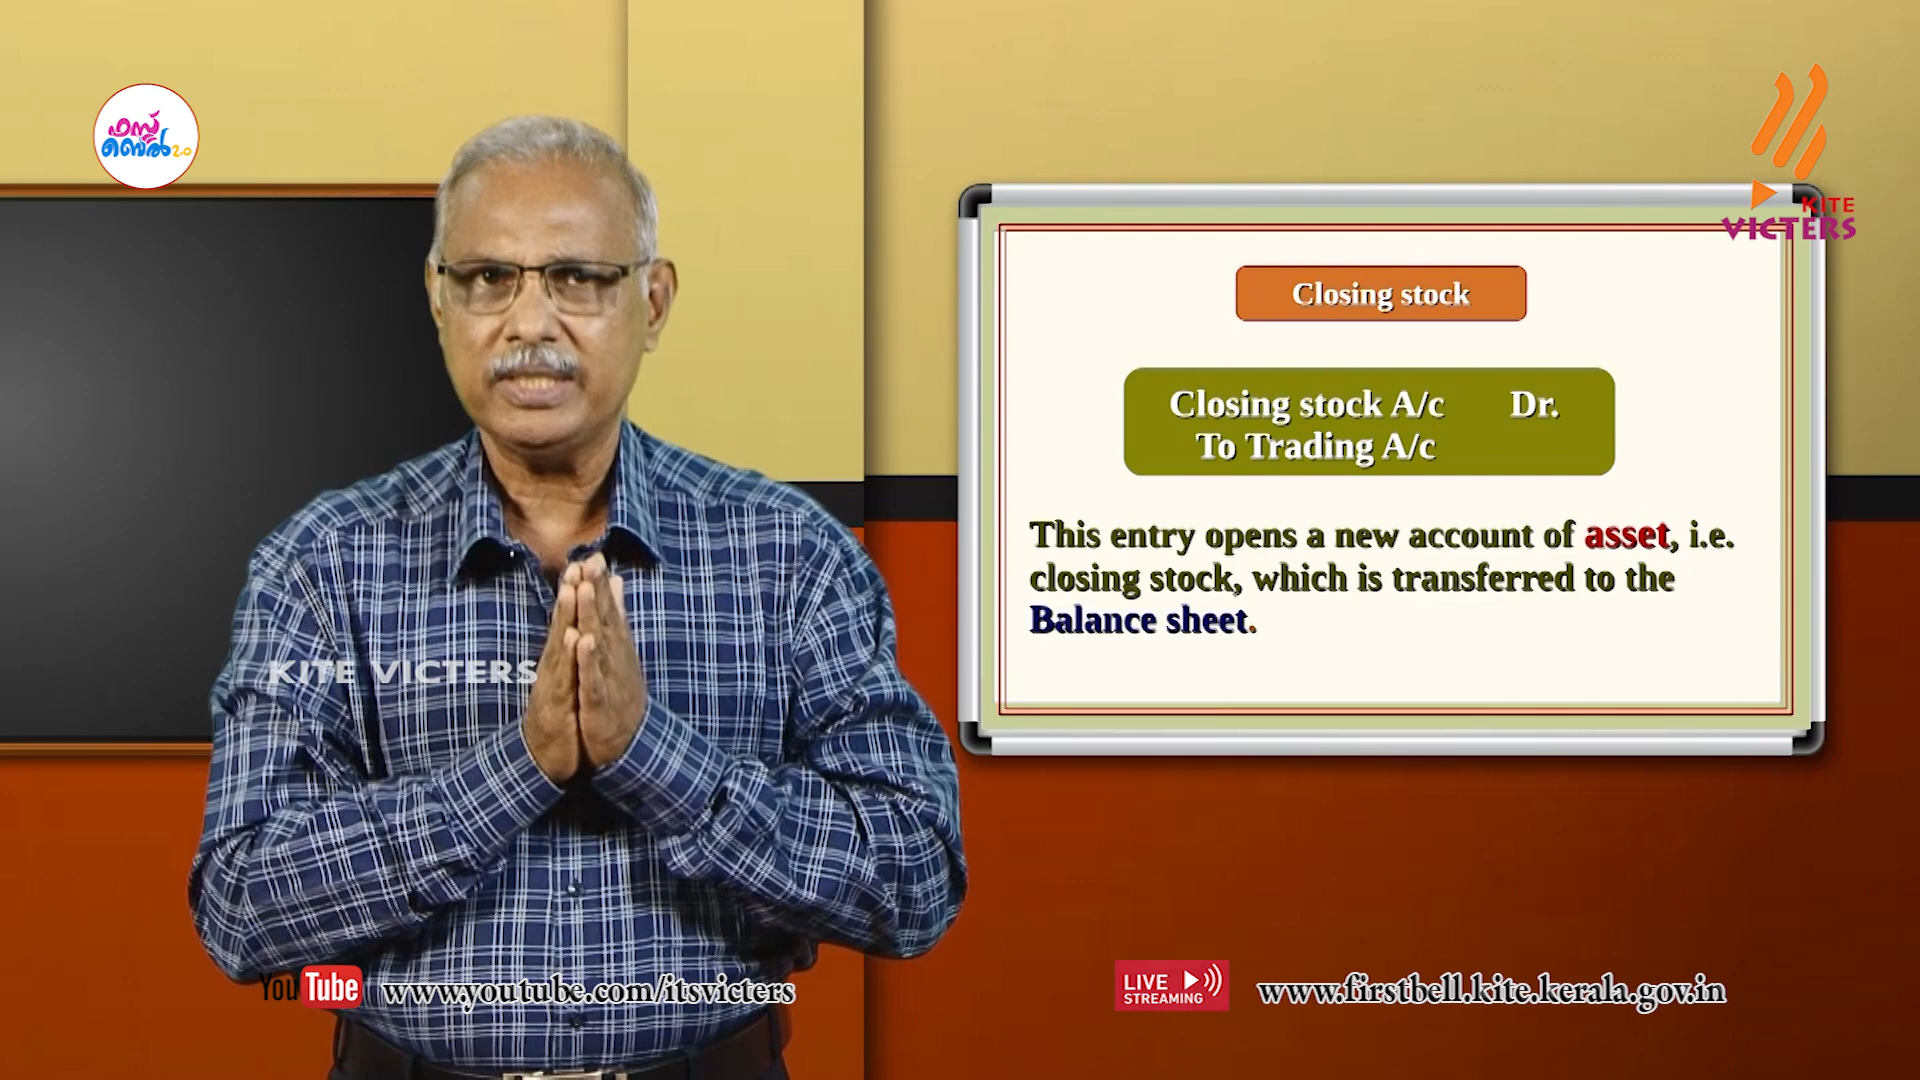 ഫസ്റ്റ്
ബെൽ 2.0
KITE
VICTERS
Closing stock
Closing stock A/c Dr.
To Trading A/c
This entry opens a new account of asset, i.e.
closing stock, which is transferred to the
Balance sheet.
KITE VICTERS
YouTube www.youtube.com/itsvicters
LIVE
STREAMING
www.firstbell.kite.kerala.gov.in